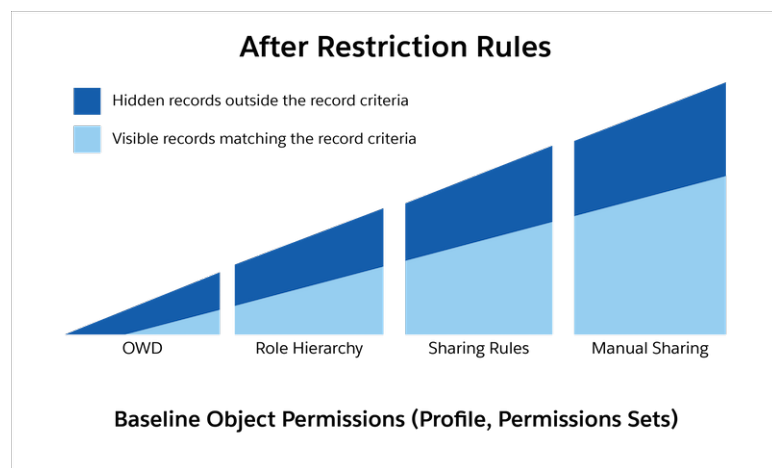 After Restriction Rules
Hidden records outside the record criteria
Visible records matching the record criteria
OWD
Role Hierarchy
Sharing Rules
Manual Sharing
Baseline Object Permissions (Profile, Permissions Sets)